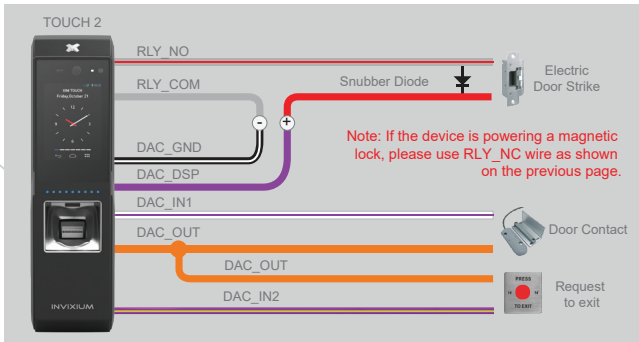 TOUCH 2
RLY_NO
RLY_COM
Snubber Diode
Electric
Door Strike
-
+
Note: If the device is powering a magnetic
lock, please use RLY_NC wire as shown
on the previous page.
DAC_GND
DAC_DSP
DAC_IN1
DAC_OUT
Door Contact
DAC_OUT
DAC_IN2
PRESS
TO EXIT
Request
to exit
INVIXIUM